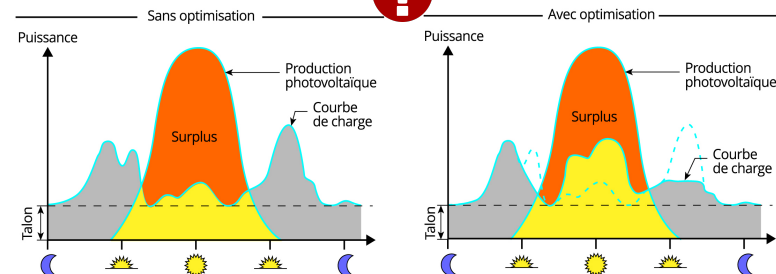 Sans optimisation
Puissance
Production
photovoltaïque
Courbe
de charge
Surplus
Talon
Avec optimisation
Puissance
Production
photovoltaïque
Surplus
Courbe
de charge
Talon